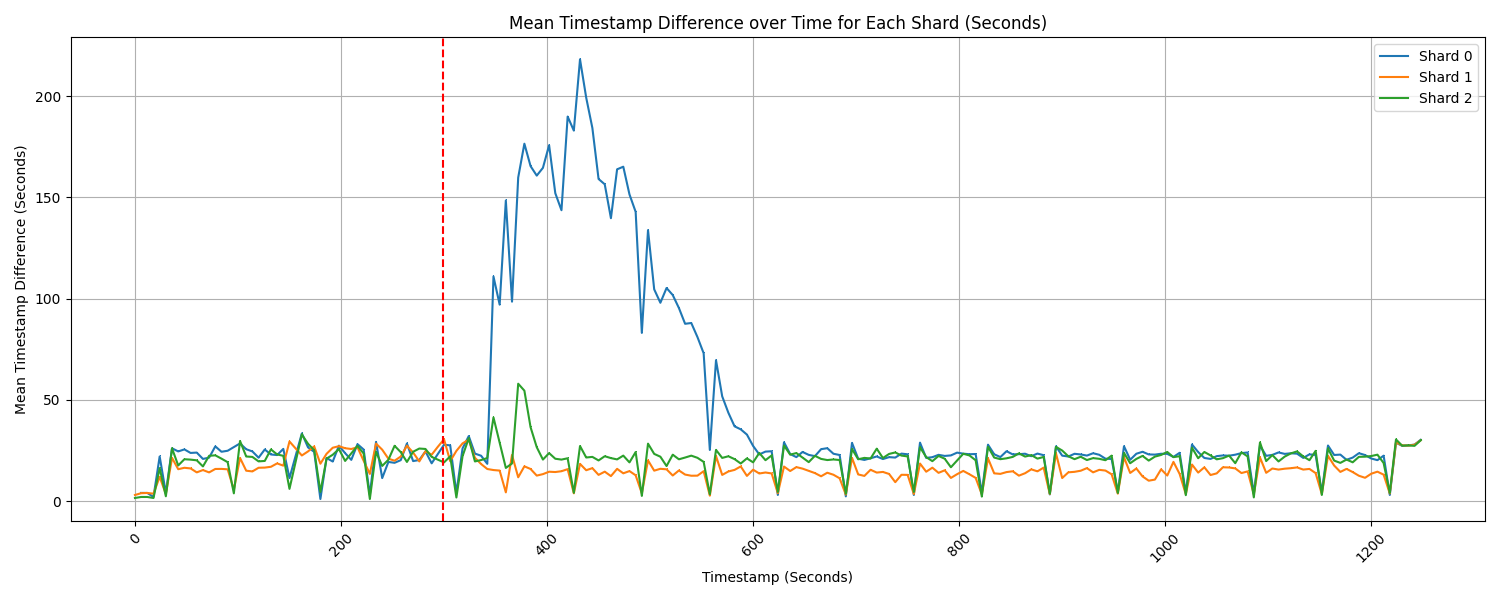 Mean Timestamp Difference over Time for Each Shard (Seconds)
Shard 0
Shard 1
Shard 2
Mean Timestamp Difference (Seconds)
200
150
100
50
0
0
200
400
600
800
1000
1200
Timestamp (Seconds)